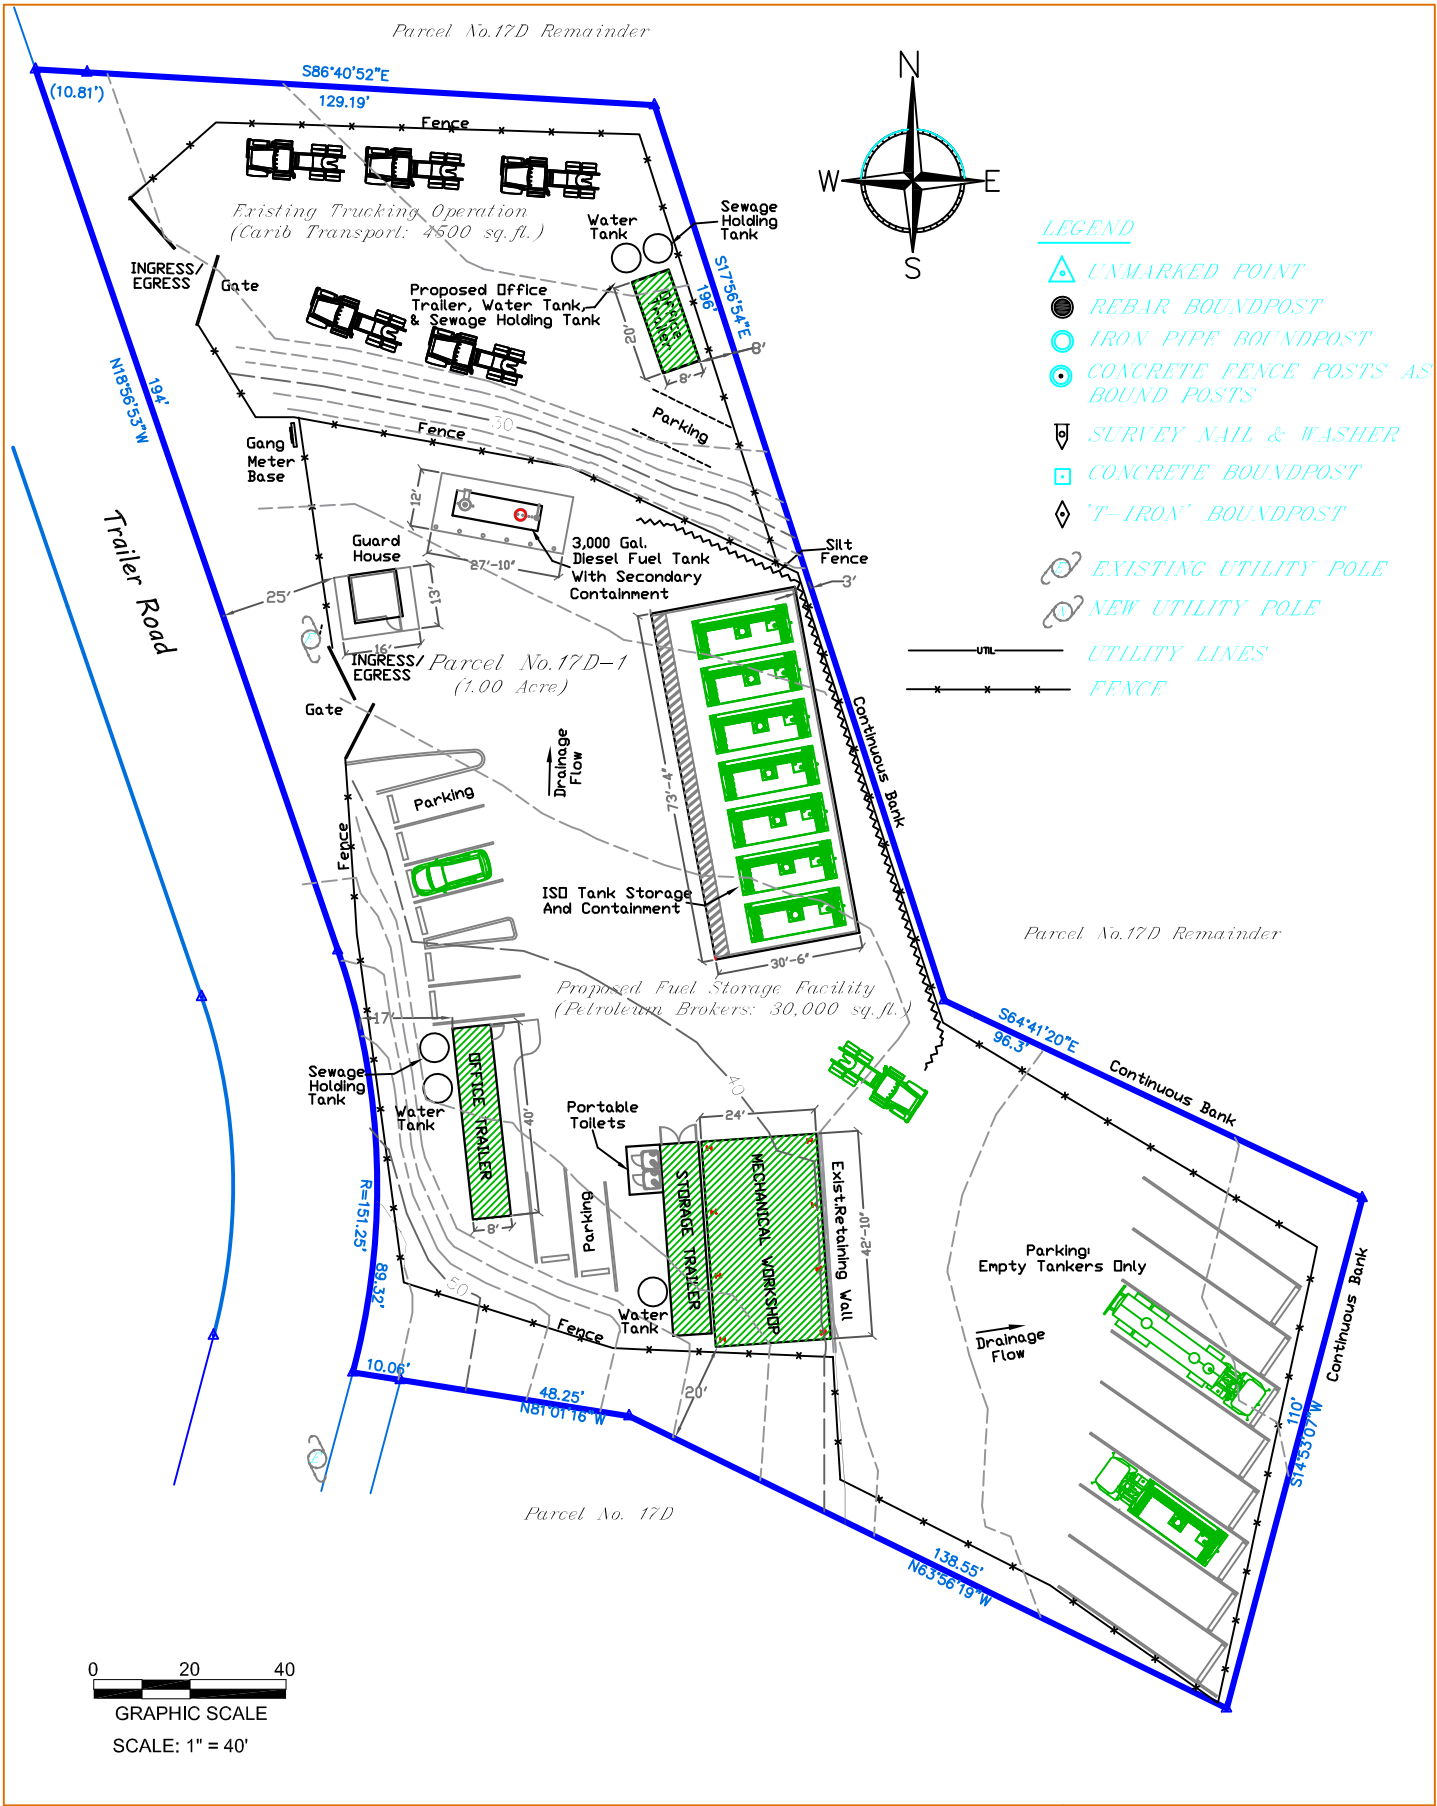 Parcel No.17D Remainder
S86°40'52"E
(10.81')
129.19'
Fence
N
W
E
S
Existing Trucking Operation
(Carib Transport: 4500 sq.ft.)
Water
Tank
Sewage
Holding
Tank
INGRESS/
EGRESS
Gate
Proposed Office
Trailer, Water Tank,
& Sewage Holding Tank
Office
Trailer
20'
8'
8'
S17°56'54"E
196'
N18°56'53"W
194'
Parking
50
Fence
Gang
Meter
Base
LEGEND
UNMARKED POINT
REBAR BOUNDPOST
IRON PIPE BOUNDPOST
CONCRETE FENCE POSTS AS
BOUND POSTS
SURVEY NAIL & WASHER
CONCRETE BOUNDPOST
'T-IRON' BOUNDPOST
EXISTING UTILITY POLE
NEW UTILITY POLE
UTIL
UTILITY LINES
FENCE
Trailer Road
12'
27'-10"
Guard
House
3,000 Gal.
Diesel Fuel Tank
With Secondary
Containment
Silt
Fence
3'
25'
13'
16'
INGRESS/
EGRESS
Gate
Parcel No.17D-1
(1.00 Acre)
Drainage
Flow
Parking
Fence
73'-4"
Continuous Bank
ISO Tank Storage
And Containment
30'-6"
Parcel No.17D Remainder
Proposed Fuel Storage Facility
(Petroleum Brokers: 30,000 sq.ft.)
17'
S64°41'20"E
96.3'
Continuous Bank
Sewage
Holding
Tank
Water
Tank
OFFICE TRAILER
40'
8'
40
Portable
Toilets
24'
STORAGE TRAILER
MECHANICAL WORKSHOP
Exist.Retaining Wall
42'-10"
Parking
R=151.25'
89.32'
50
Water
Tank
Fence
Parking:
Empty Tankers Only
Drainage
Flow
Continuous Bank
110'
S14°53'07"W
10.06'
48.25'
N81°01'16"W
20'
Parcel No. 17D
138.55'
N63°56'19"W
0 20 40
GRAPHIC SCALE
SCALE: 1" = 40'